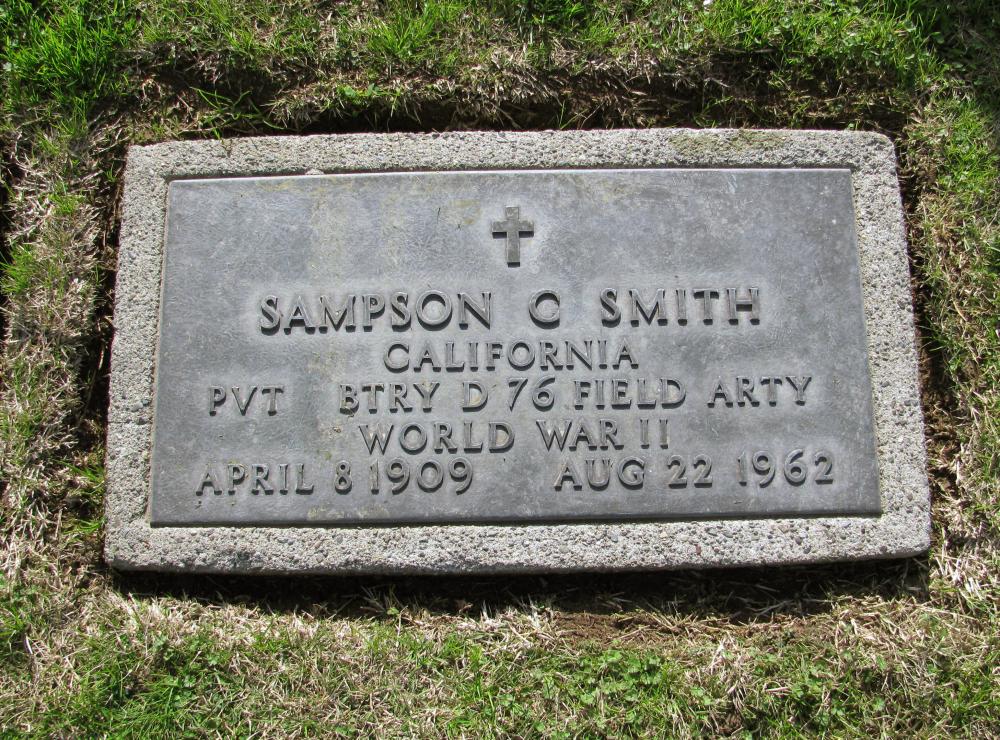 SAMPSON C SMITH
CALIFORNIA
PVT BTRY D 76 FIELD ARTY
WORLD WAR II
APRIL 8 1909 AUG 22 1962